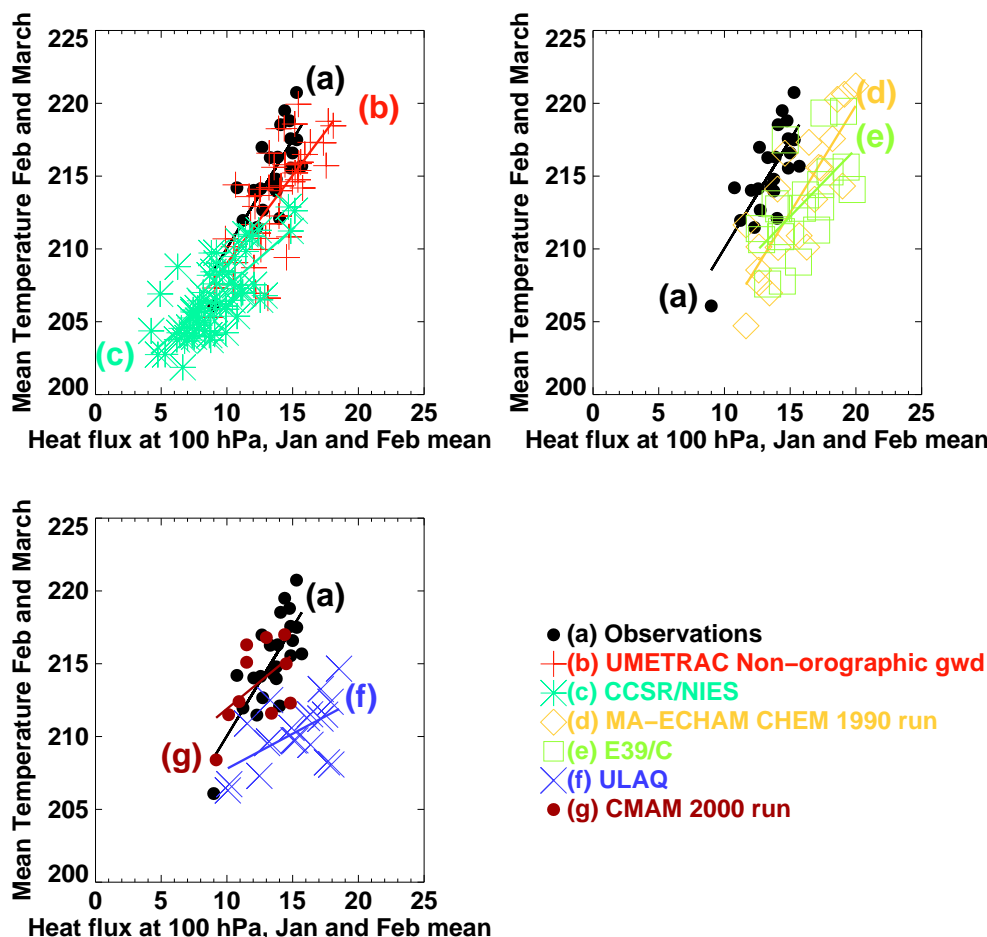 Mean Temperature Feb and March
225
220
215
210
205
200
(a)
(b)
(c)
0 5 10 15 20 25
Heat flux at 100 hPa, Jan and Feb mean
Mean Temperature Feb and March
225
220
215
210
205
200
(d)
(e)
(a)
0 5 10 15 20 25
Heat flux at 100 hPa, Jan and Feb mean
Mean Temperature Feb and March
225
220
215
210
205
200
(a)
(f)
(g)
0 5 10 15 20 25
Heat flux at 100 hPa, Jan and Feb mean
(a) Observations
(b) UMETRAC Non-orographic gwd
(c) CCSR/NIES
(d) MA-ECHAM CHEM 1990 run
(e) E39/C
(f) ULAQ
(g) CMAM 2000 run